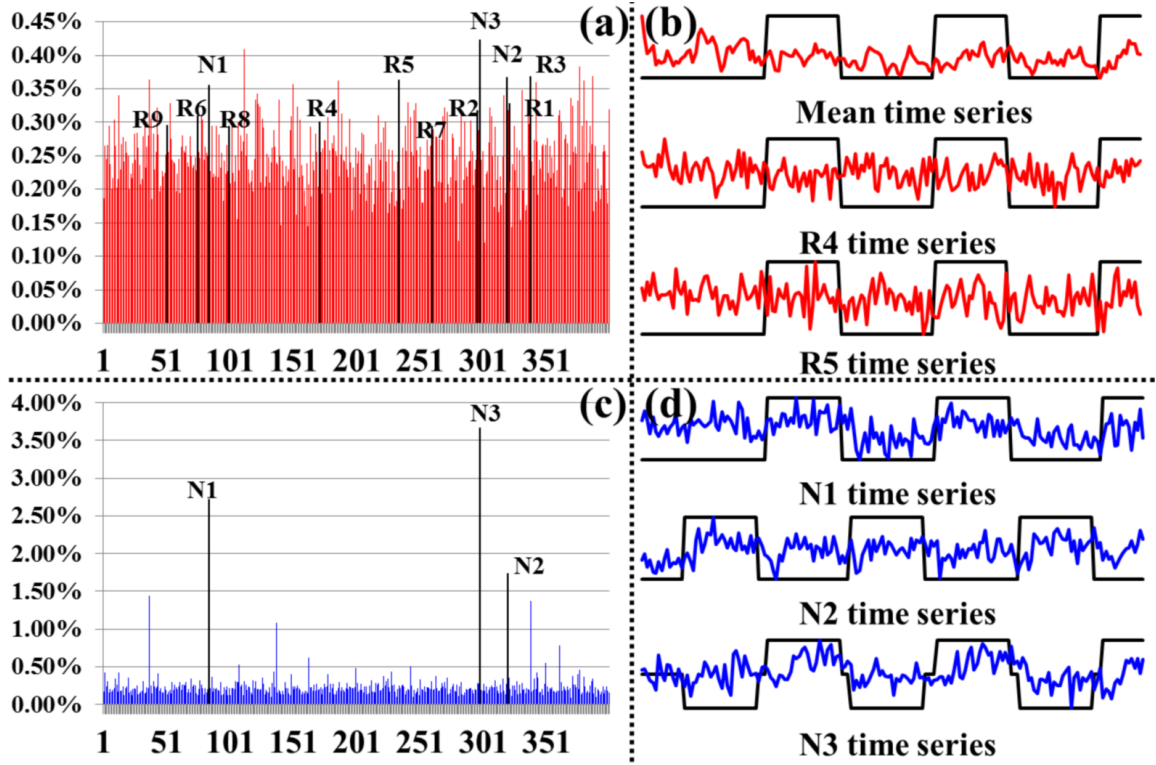 0.45%
0.40%
0.35%
0.30%
0.25%
0.20%
0.15%
0.10%
0.05%
0.00%
1 51 101 151 201 251 301 351
N3
N1
N2
R5
R3
R9
R6
R8
R4
R2
R1
R7
(a)
(b)
Mean time series
R4 time series
R5 time series
4.00%
3.50%
3.00%
2.50%
2.00%
1.50%
1.00%
0.50%
0.00%
1 51 101 151 201 251 301 351
N3
N1
N2
(c)
(d)
N1 time series
N2 time series
N3 time series